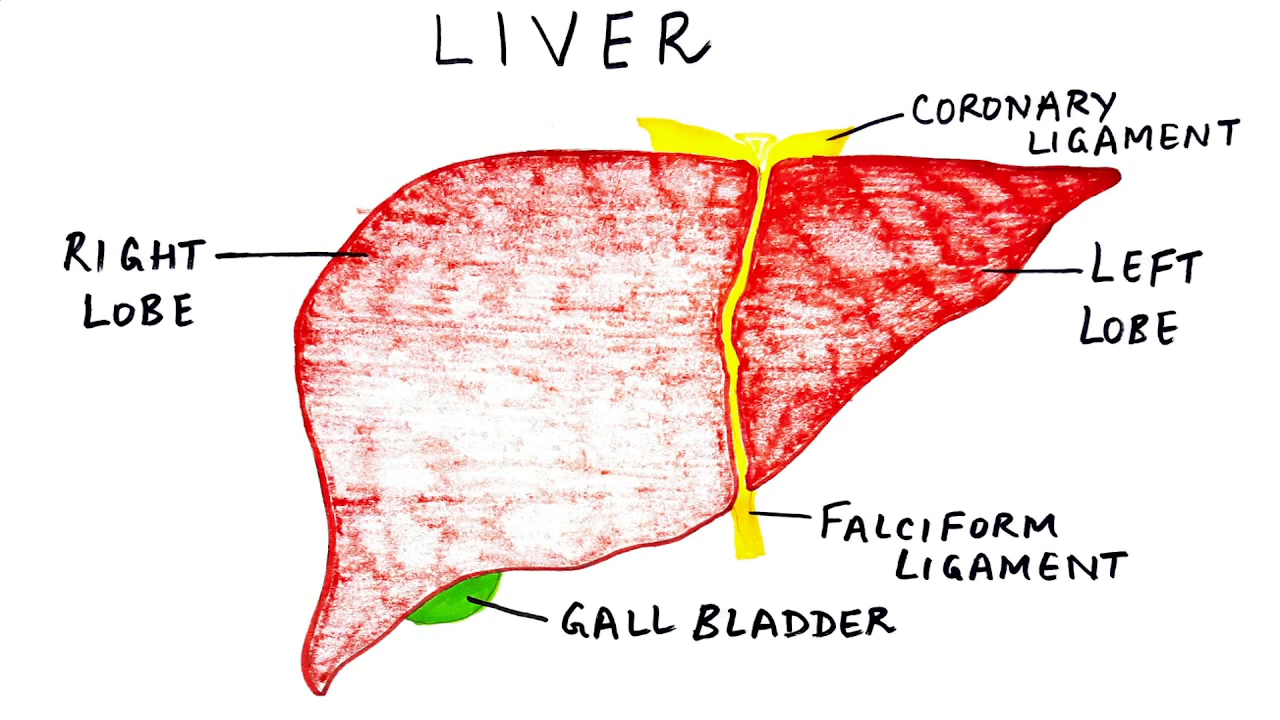 LIVER
CORONARY
LIGAMENT
RIGHT
LOBE
LEFT
LOBE
FALCIFORM
LIGAMENT
GALL BLADDER